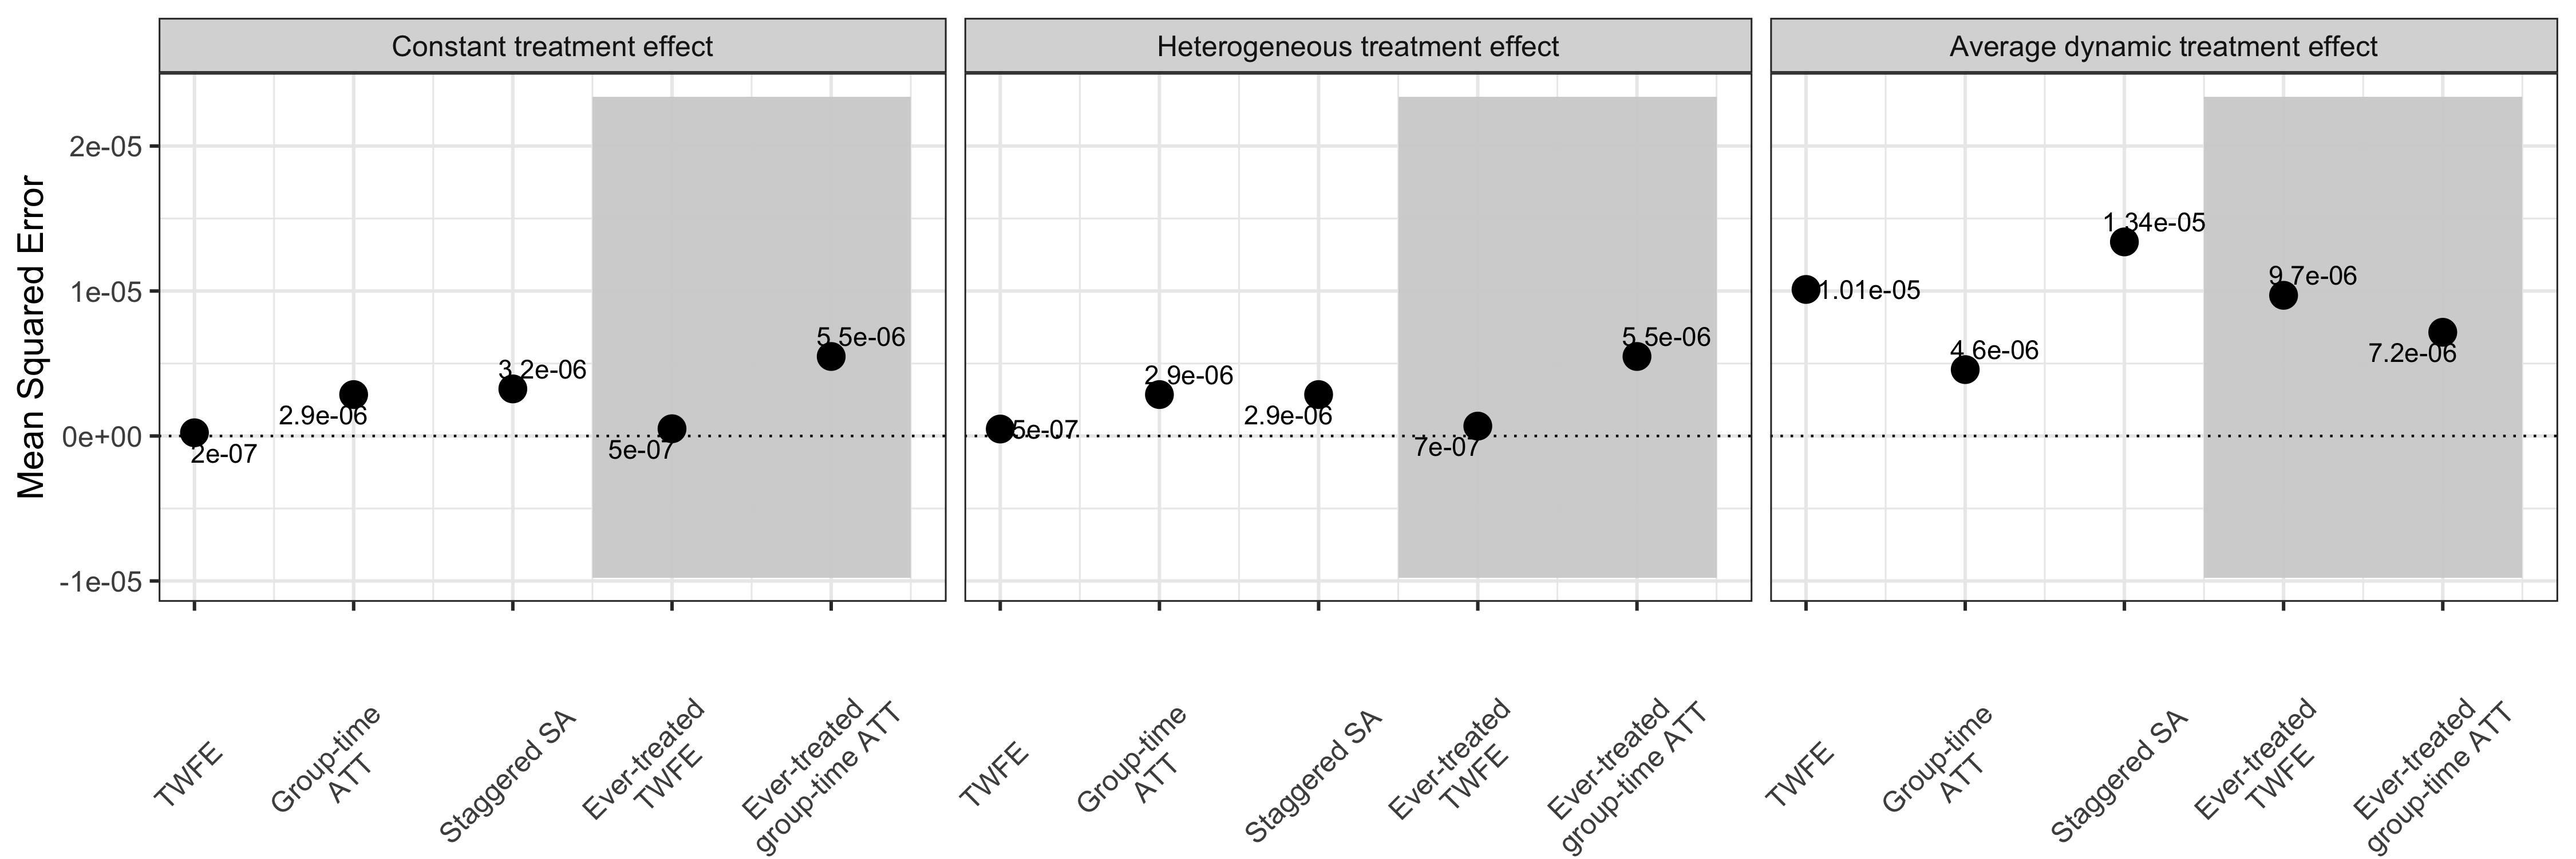 Constant treatment effect
Heterogeneous treatment effect
Average dynamic treatment effect
Mean Squared Error
2e-05
1e-05
0e+00
-1e-05
2e-07
2.9e-06
3.2e-06
5e-07
5.5e-06
5e-07
2.9e-06
2.9e-06
7e-07
5.5e-06
1.01e-05
4.6e-06
1.34e-05
9.7e-06
7.2e-06
TWFE
Group-time
ATT
Staggered SA
Ever-treated
TWFE
Ever-treated
group-time ATT
TWFE
Group-time
ATT
Staggered SA
Ever-treated
TWFE
Ever-treated
group-time ATT
TWFE
Group-time
ATT
Staggered SA
Ever-treated
TWFE
Ever-treated
group-time ATT